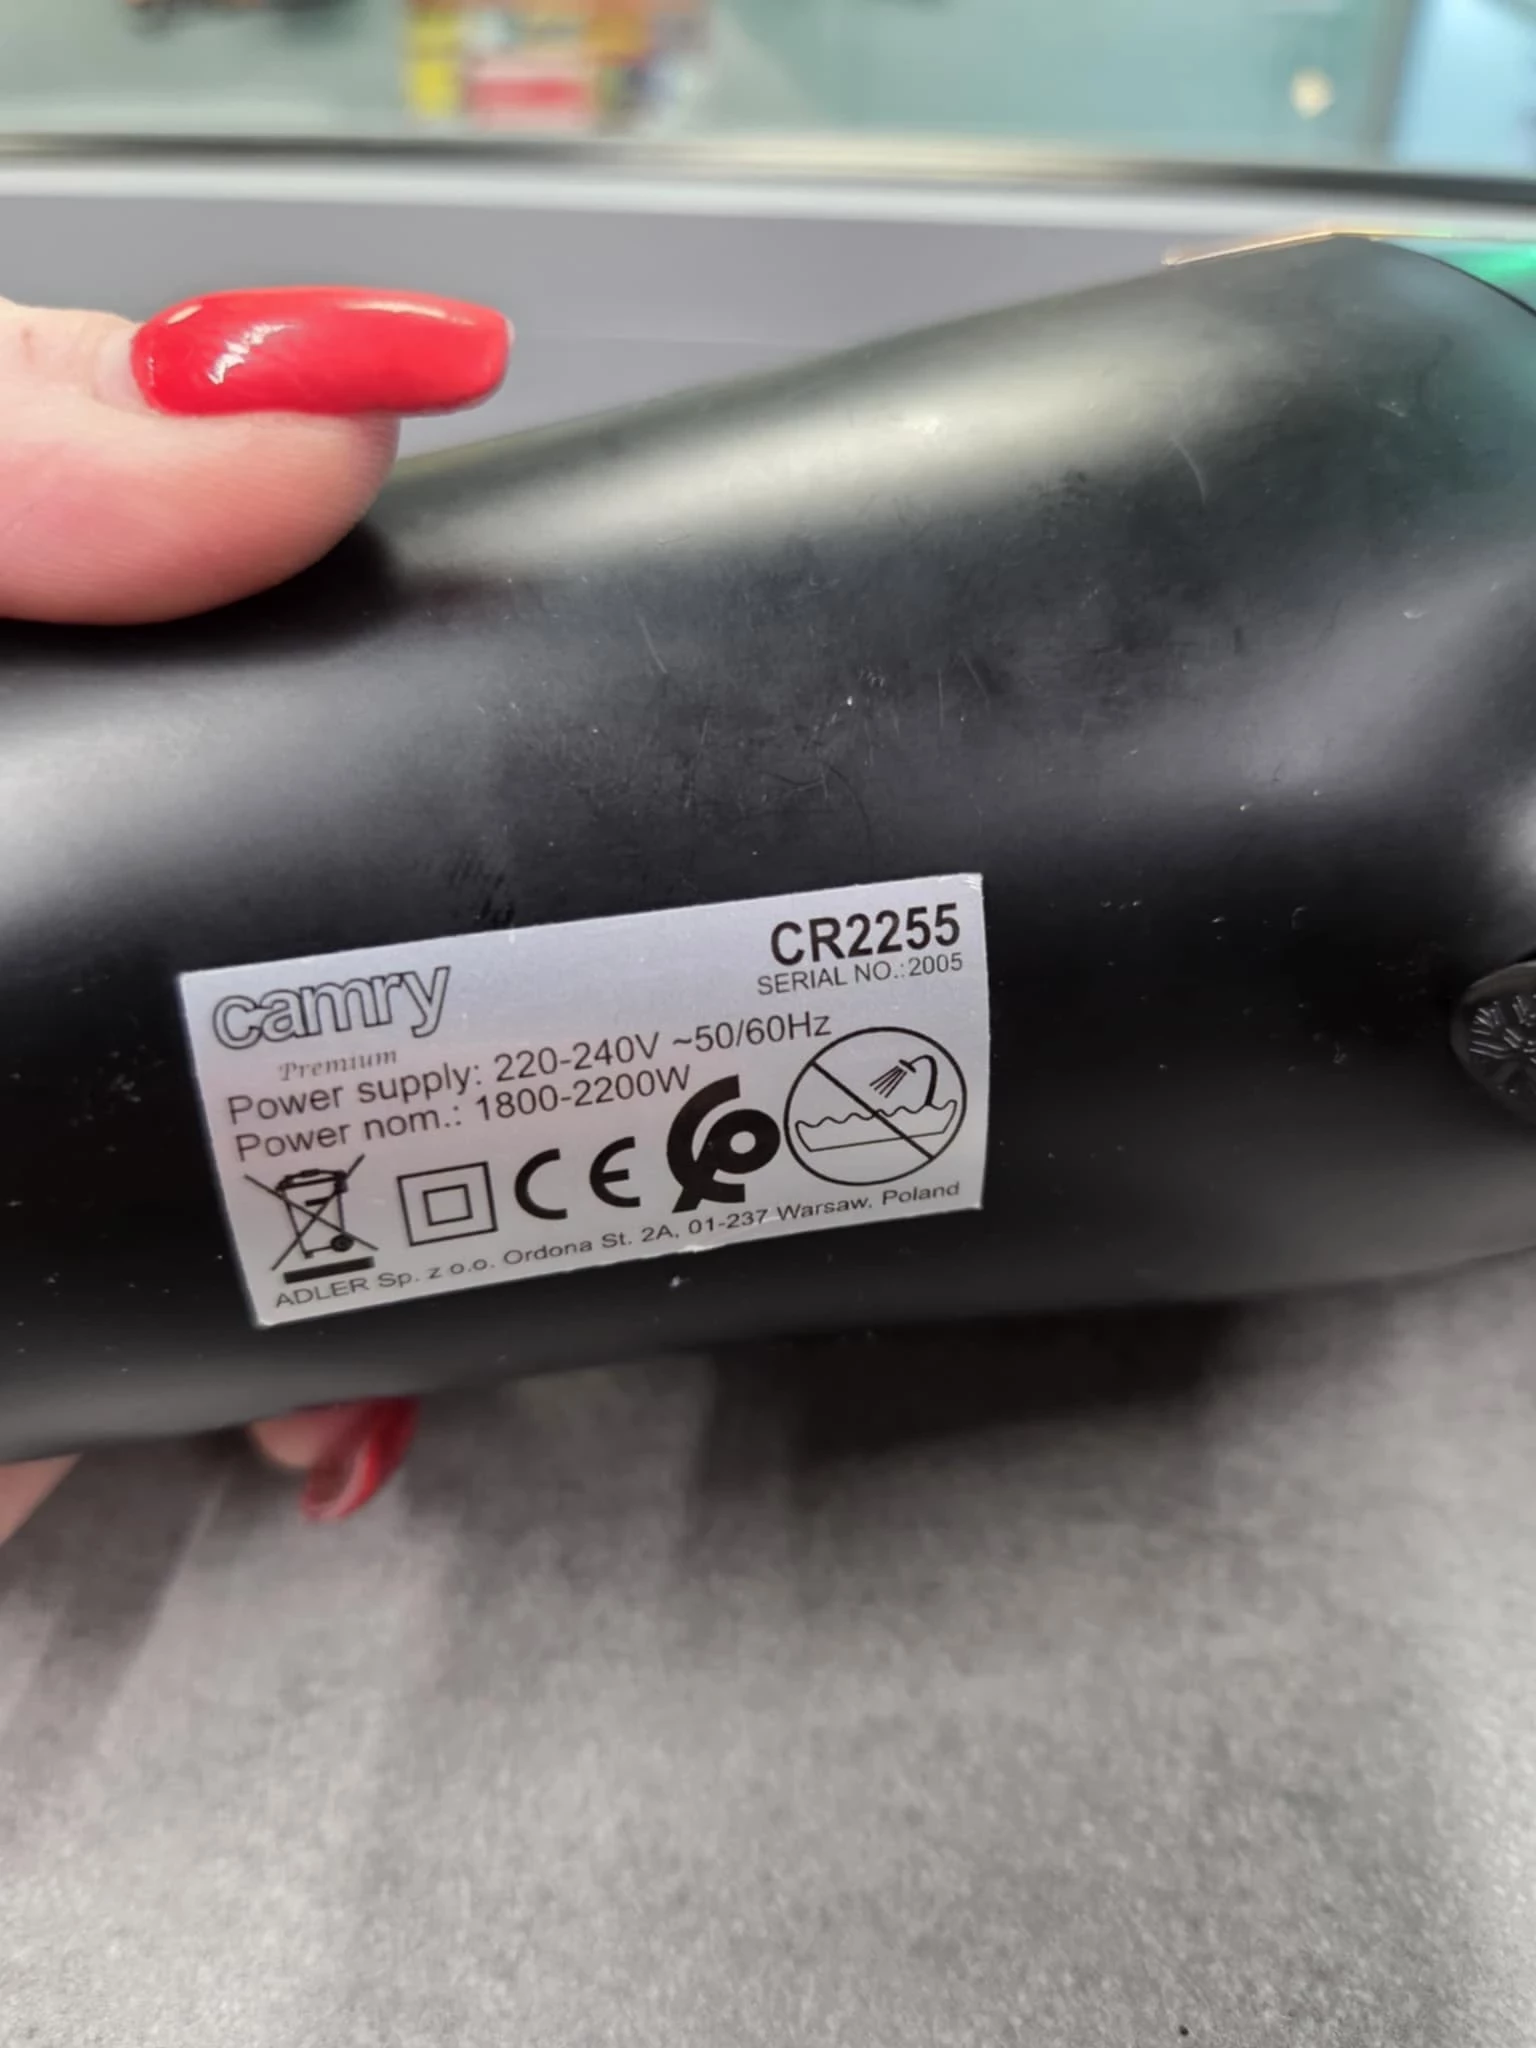 camry
Premium
CR2255
SERIAL NO.:2005
Power supply: 220-240V ~50/60Hz
Power nom.: 1800-2200W
CE
ADLER Sp. z o.o. Ordona St. 2A, 01-237 Warsaw, Poland